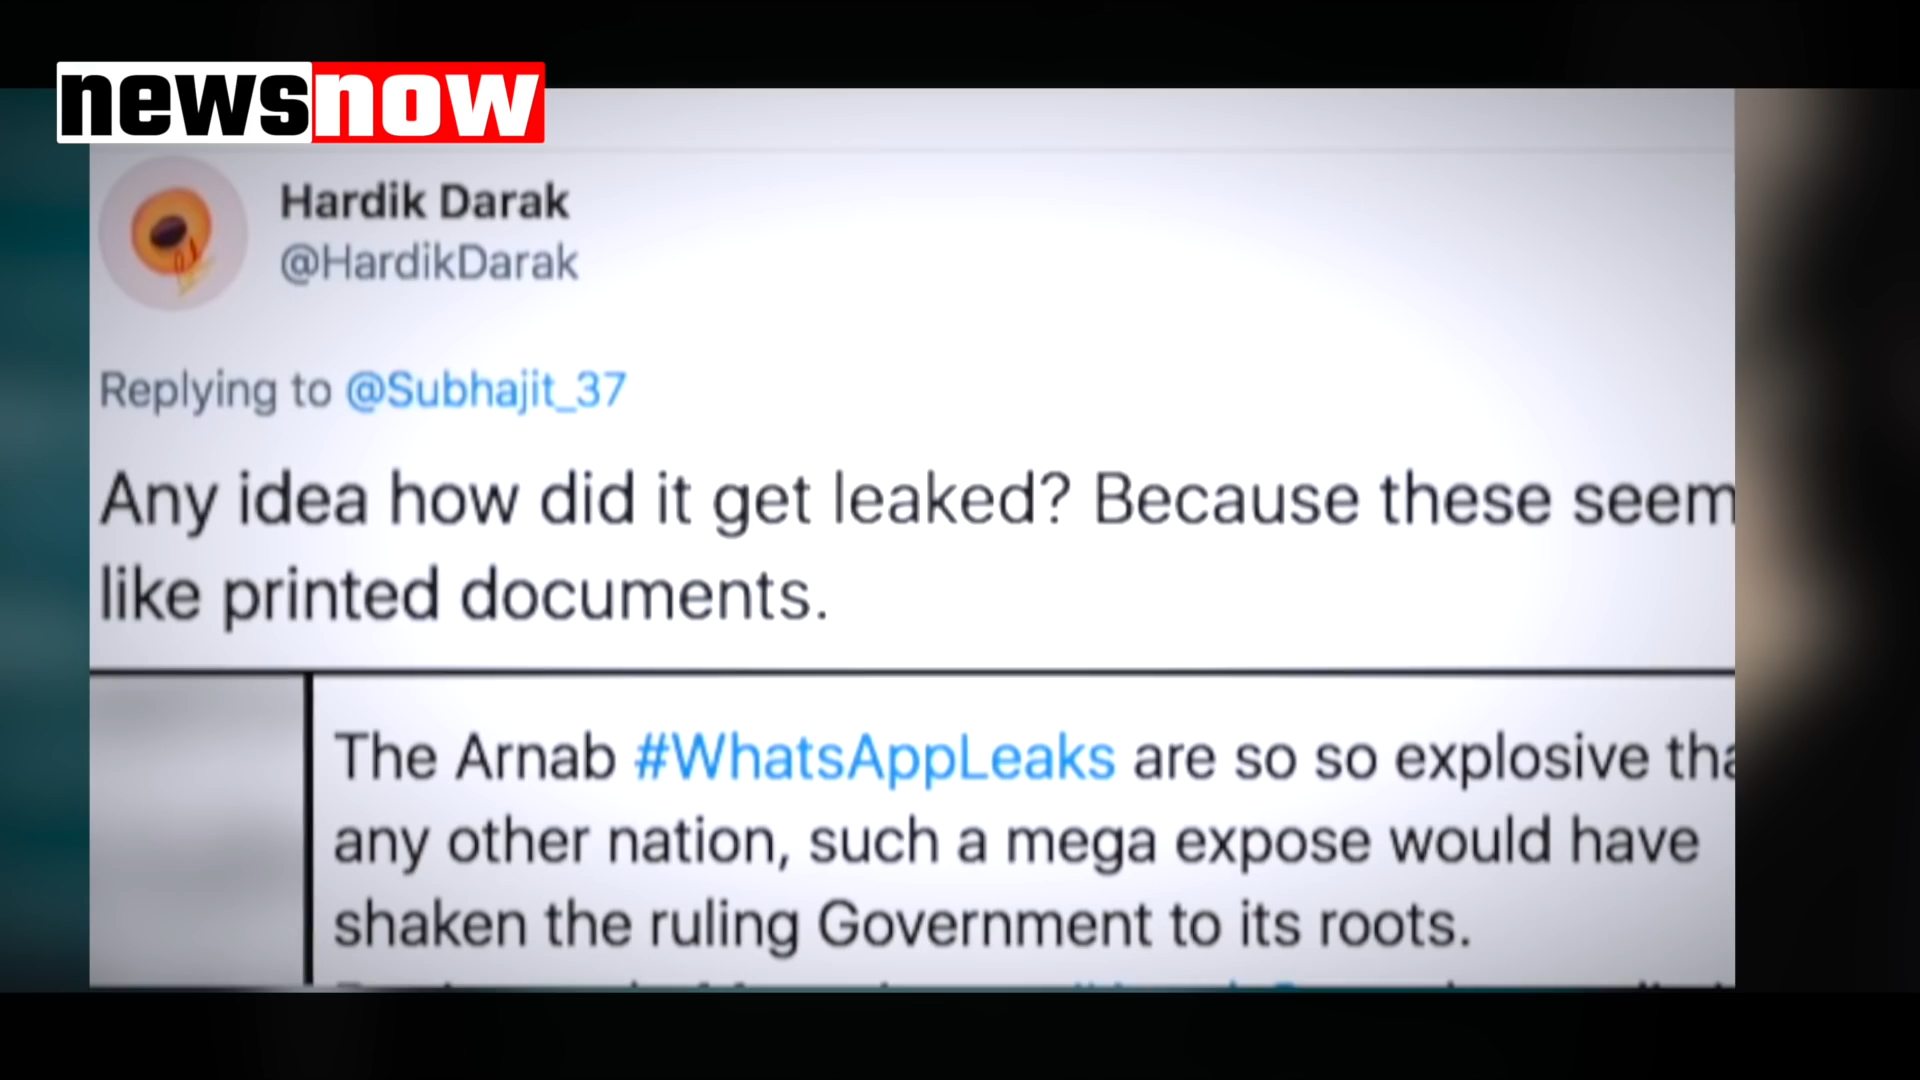 newsnow
Hardik Darak
@HardikDarak
Replying to @Subhajit_37
Any idea how did it get leaked? Because these seem
like printed documents.
The Arnab #WhatsAppLeaks are so so explosive
any other nation, such a mega expose would have
shaken the ruling Government to its roots.